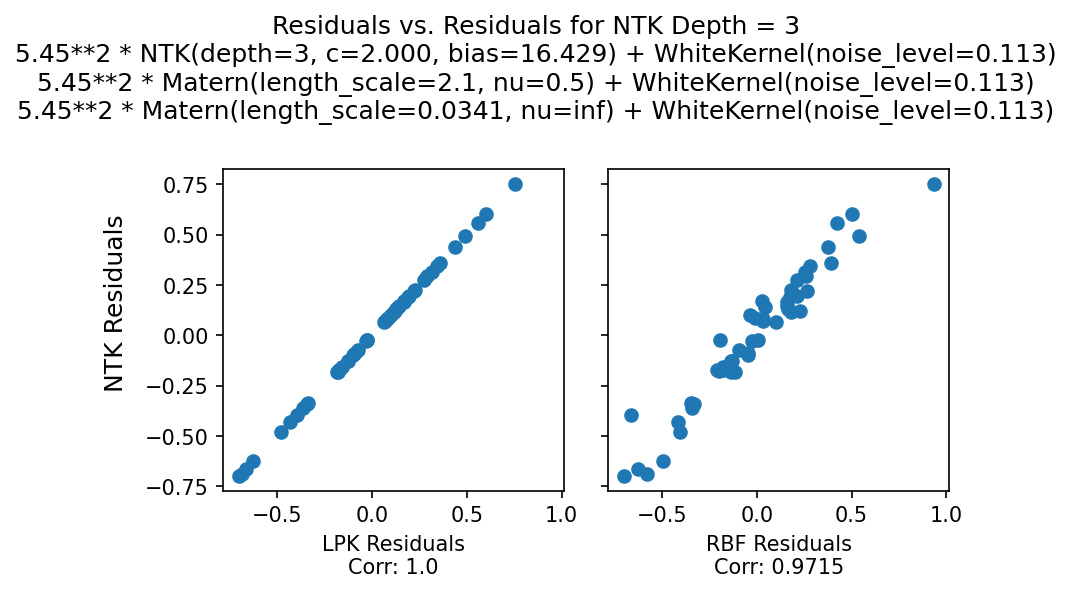 Residuals vs. Residuals for NTK Depth = 3
5.45**2 * NTK(depth=3, c=2.000, bias=16.429) + WhiteKernel(noise_level=0.113)
5.45**2 * Matern(length_scale=2.1, nu=0.5) + WhiteKernel(noise_level=0.113)
5.45**2 * Matern(length_scale=0.0341, nu=inf) + WhiteKernel(noise_level=0.113)
NTK Residuals
0.75
0.50
0.25
0.00
−0.25
−0.50
−0.75
−0.5 0.0 0.5 1.0
LPK Residuals
Corr: 1.0
−0.5 0.0 0.5 1.0
RBF Residuals
Corr: 0.9715